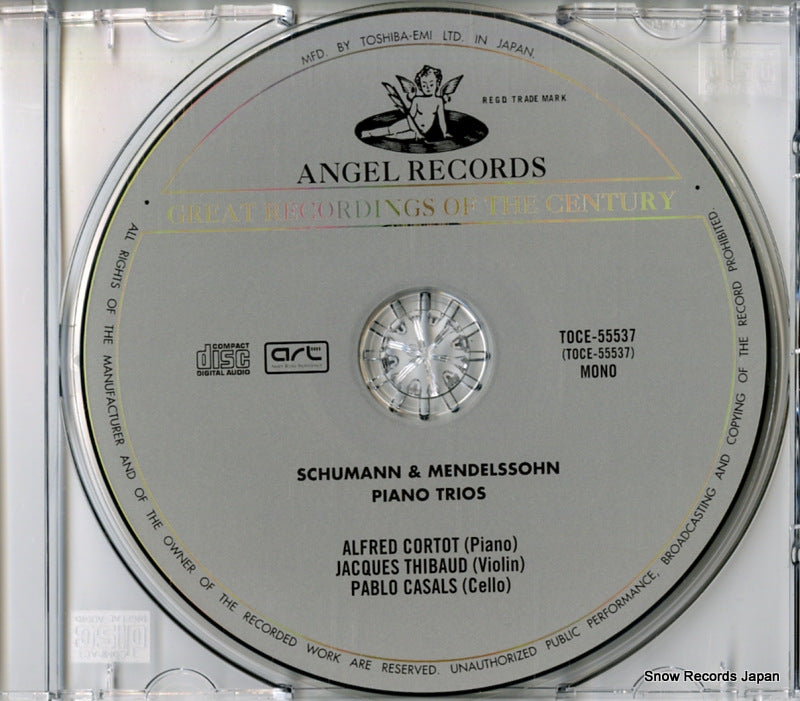 MFD. BY TOSHIBA-EMI LTD. IN JAPAN.
REGD TRADE MARK
ANGEL RECORDS
GREAT RECORDINGS OF THE CENTURY
COMPACT
disc
DIGITAL AUDIO
art
TOCE-55537
(TOCE-55537)
MONO
SCHUMANN & MENDELSSOHN
PIANO TRIOS
ALFRED CORTOT (Piano)
JACQUES THIBAUD (Violin)
PABLO CASALS (Cello)
ALL RIGHTS OF THE MANUFACTURER AND OF THE OWNER OF THE RECORDED WORK ARE RESERVED. UNAUTHORIZED PUBLIC PERFORMANCE, BROADCASTING AND COPYING OF THE RECORD PROHIBITED.
Snow Records Japan